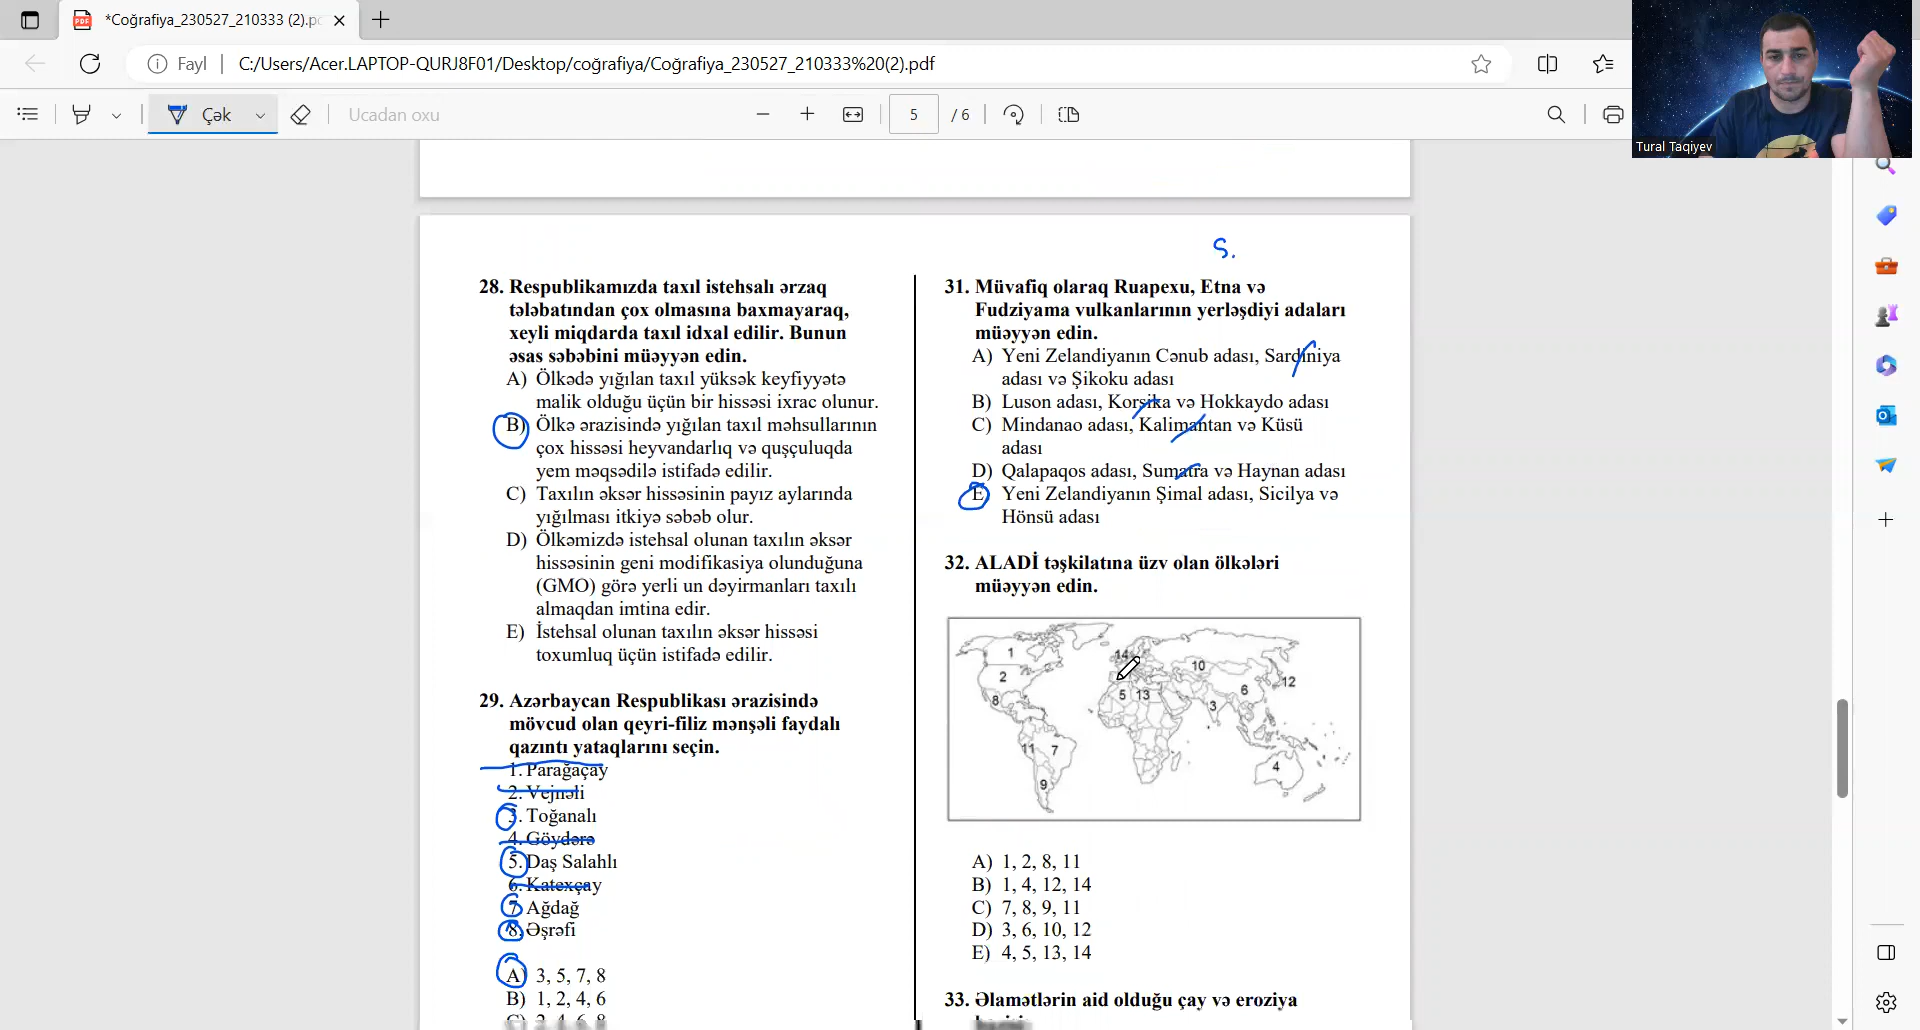 *Coğrafiya_230527_210333 (2).pc
Fayl
C:/Users/Acer.LAPTOP-QURJ8F01/Desktop/coğrafiya/Coğrafiya_230527_210333%20(2).pdf
Çək
Ucadan oxu
5
/ 6
Tural Taqiyev
S.
28. Respublikamızda taxıl istehsalı ərzaq
tələbatından çox olmasına baxmayaraq,
xeyli miqdarda taxıl idxal edilir. Bunun
əsas səbəbini müəyyən edin.
A) Ölkədə yığılan taxıl yüksək keyfiyyətə
malik olduğu üçün bir hissəsi ixrac olunur.
B) Ölkə ərazisində yığılan taxıl məhsullarının
çox hissəsi heyvandarlıq və quşçuluqda
yem məqsədilə istifadə edilir.
C) Taxılın əksər hissəsinin payız aylarında
yığılması itkiyə səbəb olur.
D) Ölkəmizdə istehsal olunan taxılın əksər
hissəsinin geni modifikasiya olunduğuna
(GMO) görə yerli un dəyirmanları taxılı
almaqdan imtina edir.
E) İstehsal olunan taxılın əksər hissəsi
toxumluq üçün istifadə edilir.
29. Azərbaycan Respublikası ərazisində
mövcud olan qeyri-filiz mənşəli faydalı
qazıntı yataqlarını seçin.
1. Parağaçay
2. Vejnəli
3. Toğanalı
4. Göydərə
5. Daş Salahlı
6. Katexçay
7. Ağdağ
8. Əşrəfi
A) 3, 5, 7, 8
B) 1, 2, 4, 6
C) 2, 4, 6, 8
31. Müvafiq olaraq Ruapexu, Etna və
Fudziyama vulkanlarının yerləşdiyi adaları
müəyyən edin.
A) Yeni Zelandiyanın Cənub adası, Sardiniya
adası və Şikoku adası
B) Luson adası, Korsika və Hokkaydo adası
C) Mindanao adası, Kalimantan və Küsü
adası
D) Qalapaqos adası, Sumatra və Haynan adası
E) Yeni Zelandiyanın Şimal adası, Sicilya və
Hönsü adası
32. ALADİ təşkilatına üzv olan ölkələri
müəyyən edin.
1
14
2
10
8
5
13
6
12
3
11
7
4
9
A) 1, 2, 8, 11
B) 1, 4, 12, 14
C) 7, 8, 9, 11
D) 3, 6, 10, 12
E) 4, 5, 13, 14
33. Əlamətlərin aid olduğu çay və eroziya